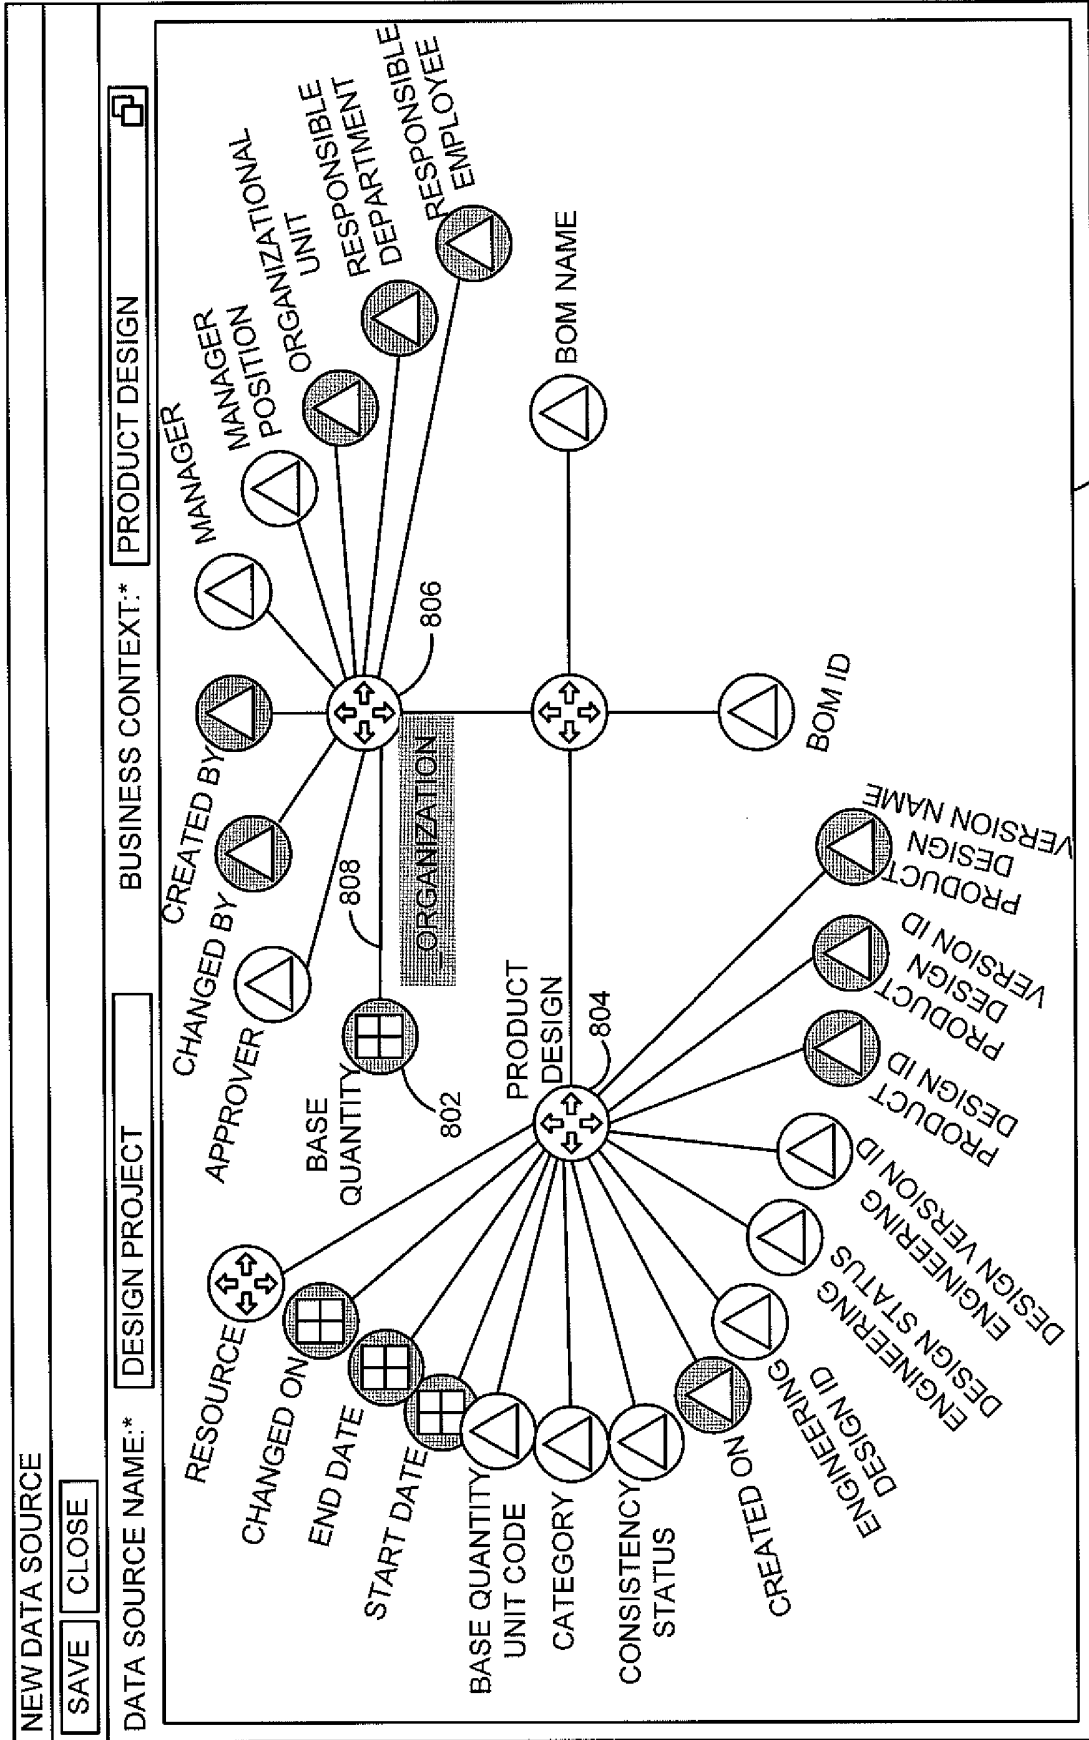 NEW DATA SOURCE
SAVE
CLOSE
DATA SOURCE NAME:*
DESIGN PROJECT
BUSINESS CONTEXT:*
PRODUCT DESIGN
CREATED BY
MANAGER
MANAGER
POSITION
ORGANIZATIONAL
UNIT
RESPONSIBLE
DEPARTMENT
RESPONSIBLE
EMPLOYEE
CHANGED BY
APPROVER
BASE
QUANTITY
802
808
806
_ORGANIZATION
RESOURCE
CHANGED ON
END DATE
START DATE
BASE QUANTITY
UNIT CODE
CATEGORY
CONSISTENCY
STATUS
CREATED ON
ENGINEERING
DESIGN ID
ENGINEERING
DESIGN STATUS
ENGINEERING
DESIGN VERSION ID
PRODUCT
DESIGN ID
PRODUCT
DESIGN
VERSION ID
PRODUCT
DESIGN
VERSION NAME
PRODUCT
DESIGN
804
BOM NAME
BOM ID